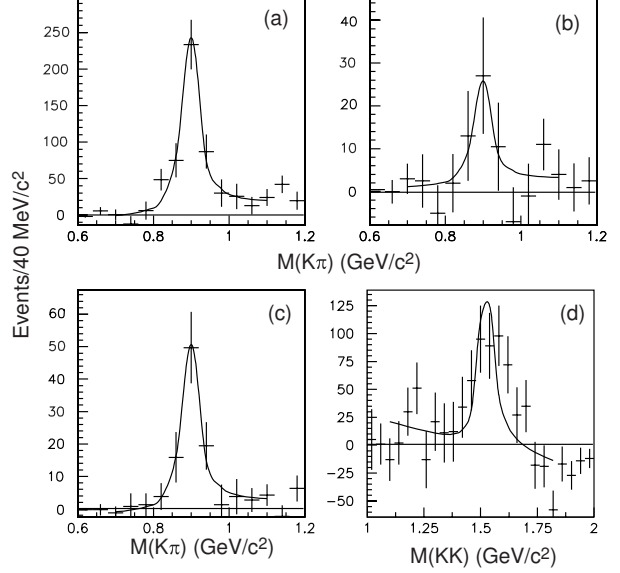 (a)
250
200
150
100
50
0
0.6 0.8 1 1.2
(b)
40
30
20
10
0
0.6 0.8 1 1.2
M(Kπ) (GeV/c²)
Events/40 MeV/c²
(c)
60
50
40
30
20
10
0
0.6 0.8 1 1.2
M(Kπ) (GeV/c²)
(d)
125
100
75
50
25
0
−25
−50
1 1.25 1.5 1.75 2
M(KK) (GeV/c²)